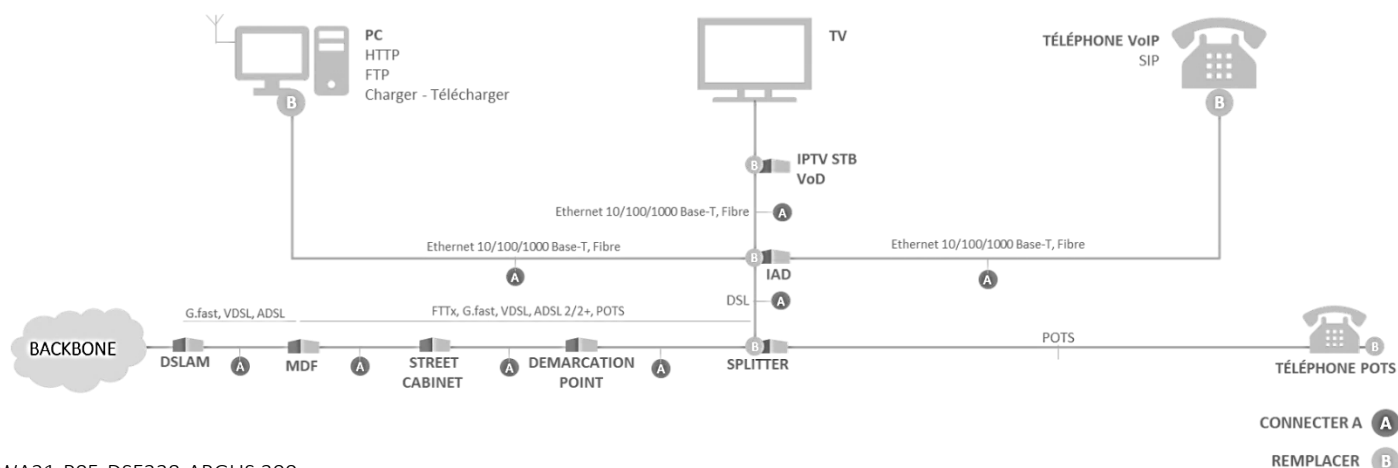 PC
HTTP
FTP
Charger - Télécharger
B
TV
TÉLÉPHONE VoIP
SIP
B
B
IPTV STB
VoD
Ethernet 10/100/1000 Base-T, Fibre
A
Ethernet 10/100/1000 Base-T, Fibre
A
B
IAD
Ethernet 10/100/1000 Base-T, Fibre
A
DSL
A
G.fast, VDSL, ADSL
FTTx, G.fast, VDSL, ADSL 2/2+, POTS
BACKBONE
DSLAM
A
MDF
A
STREET
CABINET
A
DEMARCATION
POINT
A
B
SPLITTER
POTS
B
TÉLÉPHONE POTS
CONNECTER A A
REMPLACER B